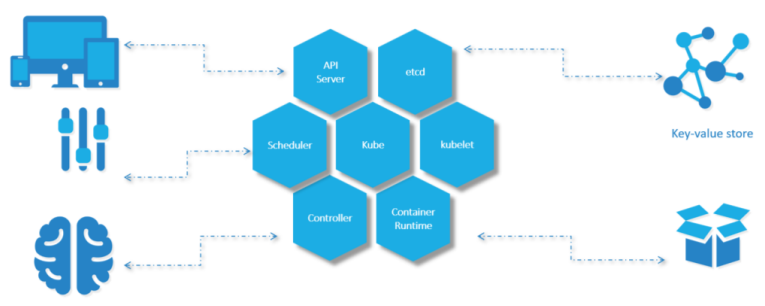 API
Server
etcd
Scheduler
Kube
kubelet
Key-value store
Controller
Container
Runtime